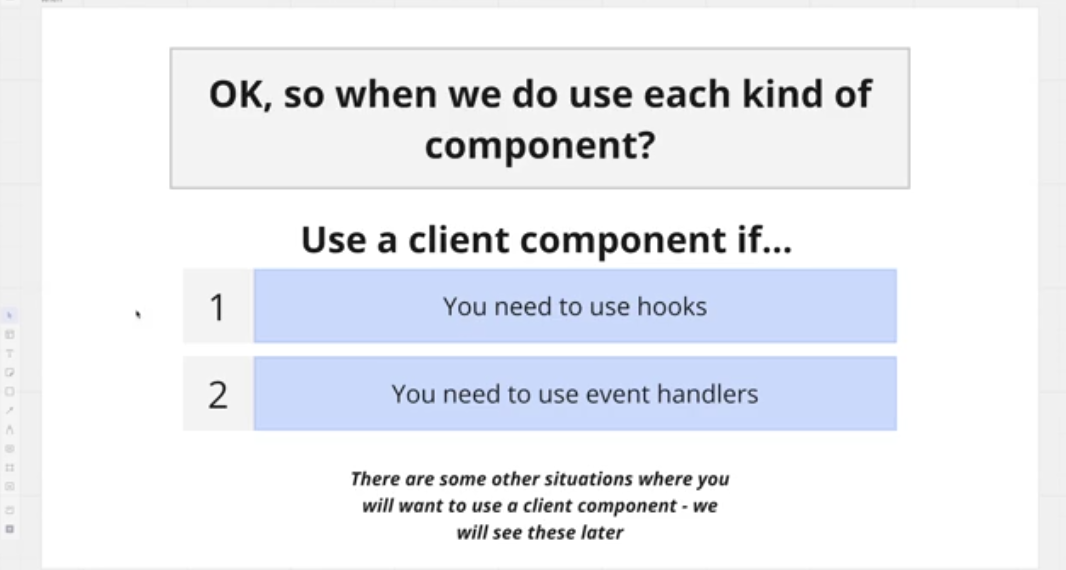 OK, so when we do use each kind of
component?
Use a client component if...
1
You need to use hooks
2
You need to use event handlers
There are some other situations where you
will want to use a client component - we
will see these later